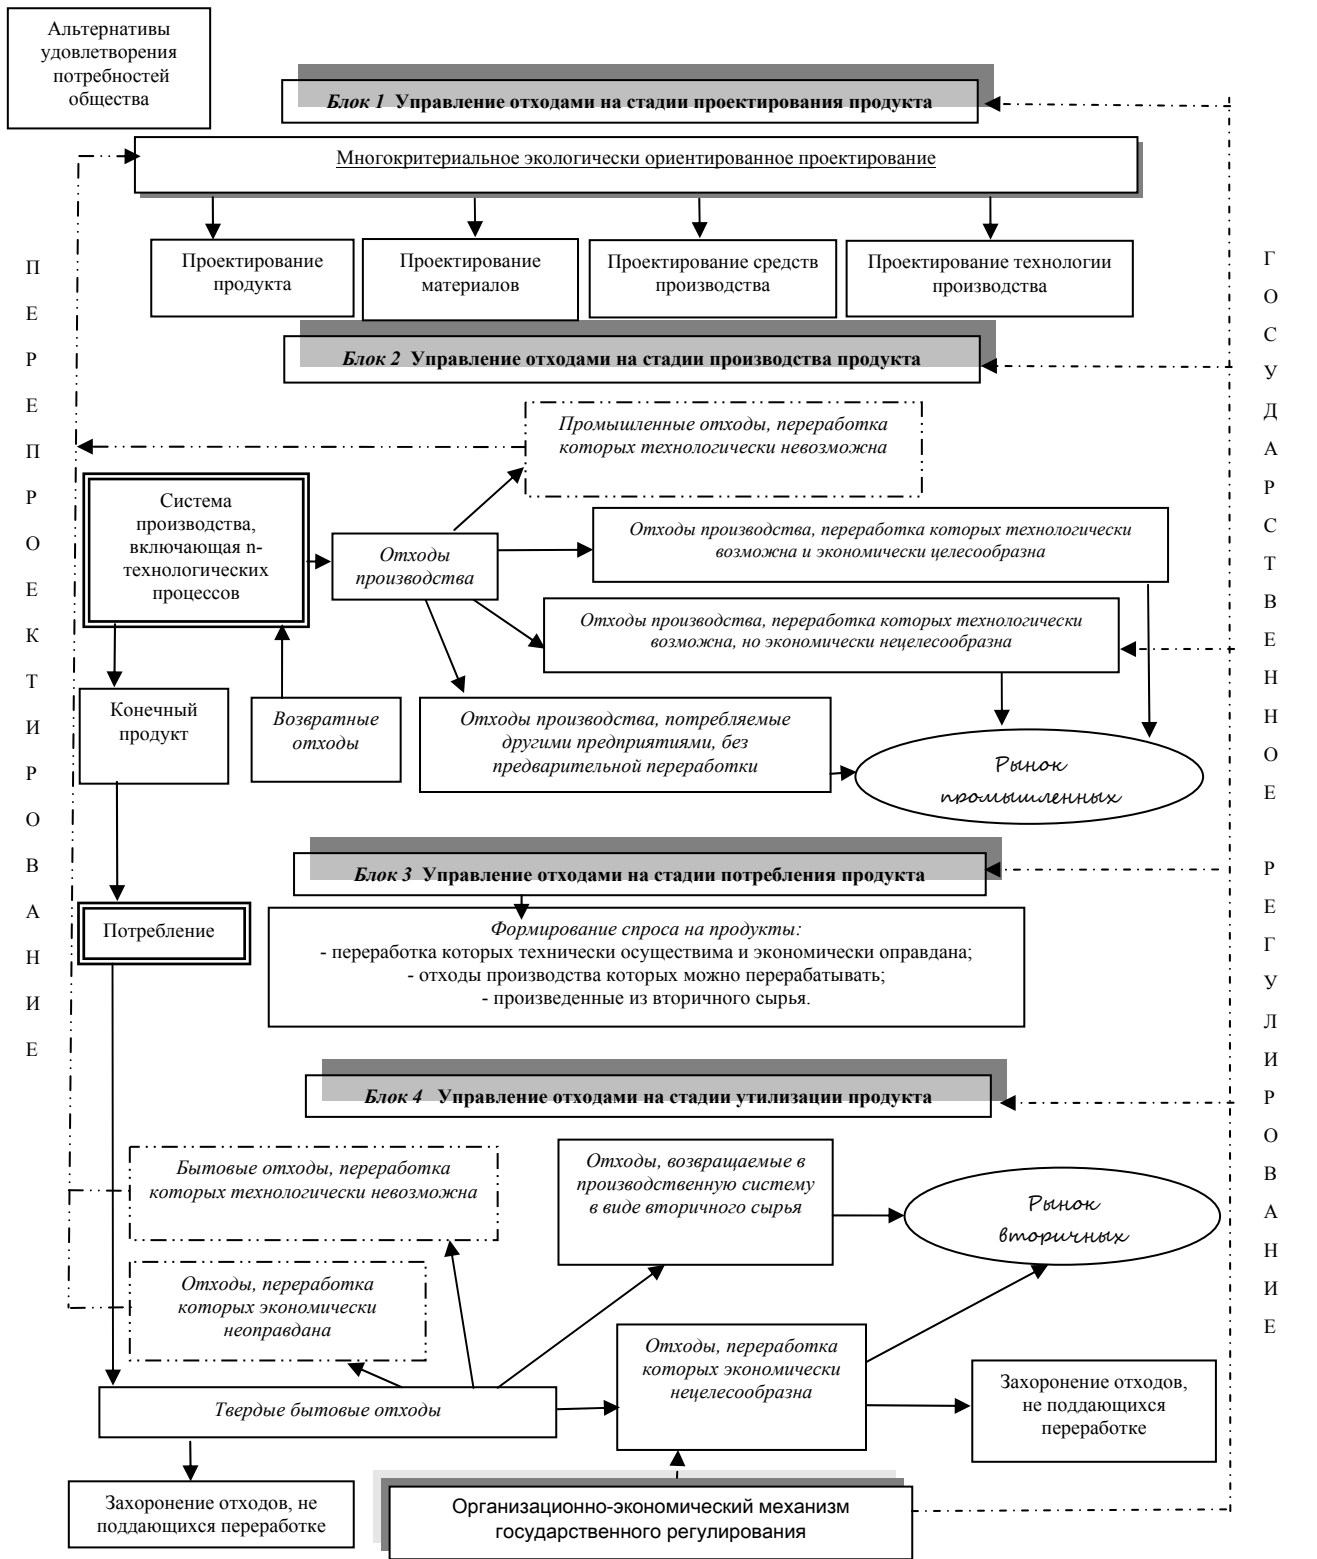 Альтернативы
удовлетворения
потребностей
общества
Блок 1 Управление отходами на стадии проектирования продукта
Многокритериальное экологически ориентированное проектирование
Проектирование
продукта
Проектирование
материалов
Проектирование средств
производства
Проектирование технологии
производства
Блок 2 Управление отходами на стадии производства продукта
Промышленные отходы, переработка
которых технологически невозможна
Система
производства,
включающая n-
технологических
процессов
Отходы
производства
Отходы производства, переработка которых технологически
возможна и экономически целесообразна
Отходы производства, переработка которых технологически
возможна, но экономически нецелесообразна
Конечный
продукт
Возвратные
отходы
Отходы производства, потребляемые
другими предприятиями, без
предварительной переработки
Рынок
промышленных
Блок 3 Управление отходами на стадии потребления продукта
Потребление
Формирование спроса на продукты:
- переработка которых технически осуществима и экономически оправдана;
- отходы производства которых можно перерабатывать;
- произведенные из вторичного сырья.
Блок 4 Управление отходами на стадии утилизации продукта
Бытовые отходы, переработка
которых технологически невозможна
Отходы, возвращаемые в
производственную систему
в виде вторичного сырья
Рынок
вторичных
Отходы, переработка
которых экономически
неоправдана
Отходы, переработка
которых экономически
нецелесообразна
Твердые бытовые отходы
Захоронение отходов,
не поддающихся
переработке
Захоронение отходов, не
поддающихся переработке
Организационно-экономический механизм
государственного регулирования
ПЕРЕПРОЕКТИРОВАНИЕ
ГОСУДАРСТВЕННОЕ РЕГУЛИРОВАНИЕ